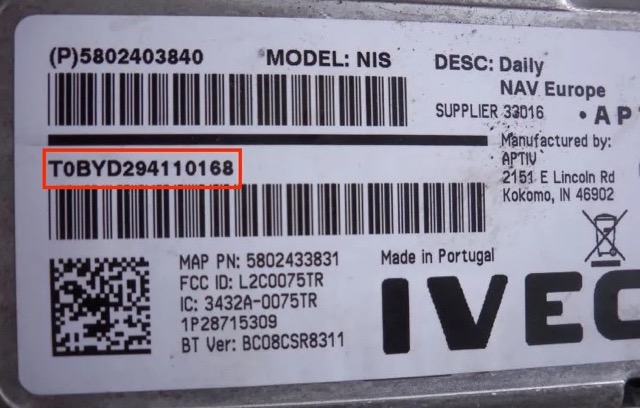 (P)5802403840 MODEL: NIS DESC: Daily
NAV Europe
SUPPLIER 33016
Manufactured by:
APTIV
2151 E Lincoln Rd
Kokomo, IN 46902
T0BYD294110168
MAP PN: 5802433831 Made in Portugal
FCC ID: L2C0075TR
IC: 3432A-0075TR
1P28715309
BT Ver: BC08CSR8311
• AP
IVEC